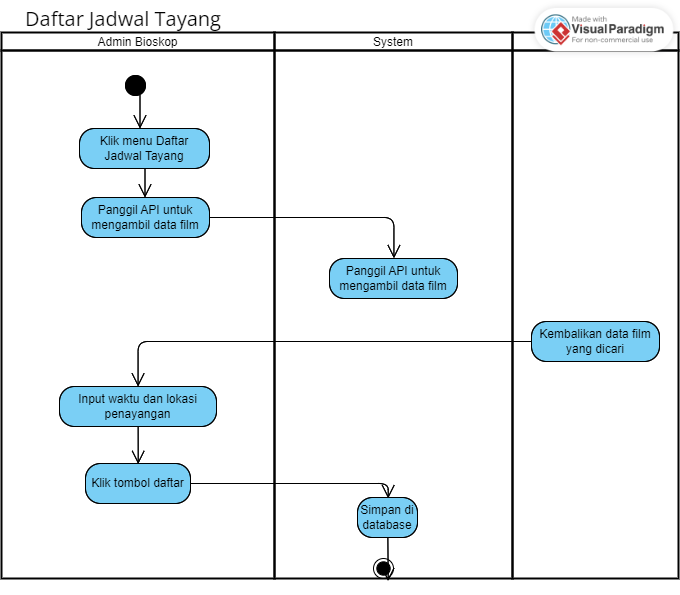 Daftar Jadwal Tayang
Made with
Visual Paradigm
For non-commercial use
Admin Bioskop
System
Klik menu Daftar
Jadwal Tayang
Panggil API untuk
mengambil data film
Panggil API untuk
mengambil data film
Kembalikan data film
yang dicari
Input waktu dan lokasi
penayangan
Klik tombol daftar
Simpan di
database